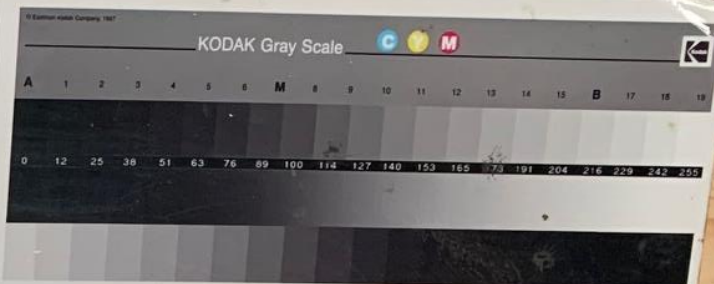 © Eastman Kodak Company, 1997
KODAK Gray Scale C Y M Kodak
A 1 2 3 4 5 6 M 8 9 10 11 12 13 14 15 B 17 18 19
0 12 25 38 51 63 76 89 100 114 127 140 153 165 173 191 204 216 229 242 255